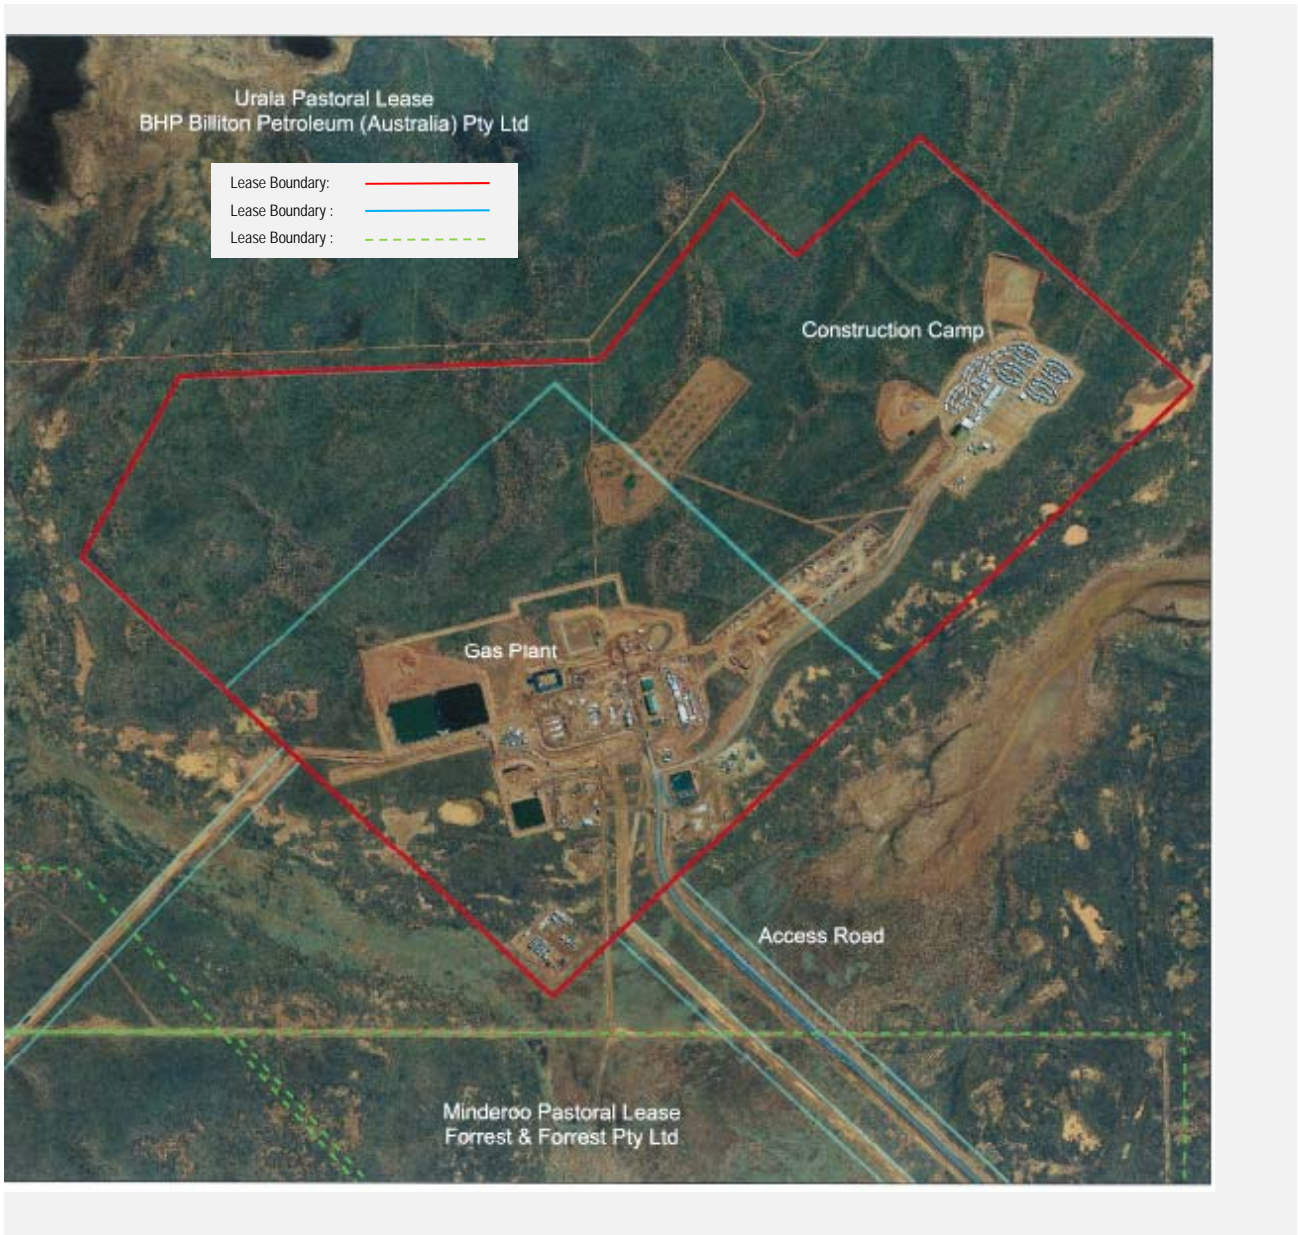 Urala Pastoral Lease
BHP Billiton Petroleum (Australia) Pty Ltd
Lease Boundary:
Lease Boundary :
Lease Boundary :
Construction Camp
Gas Plant
Access Road
Minderoo Pastoral Lease
Forrest & Forrest Pty Ltd